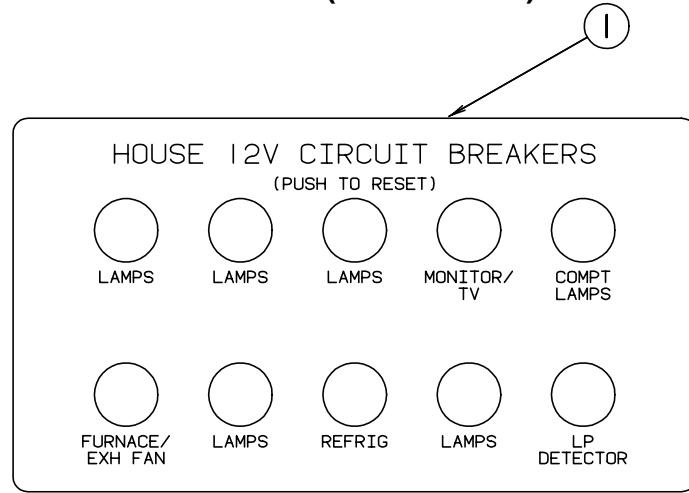 1
HOUSE 12V CIRCUIT BREAKERS
(PUSH TO RESET)
LAMPS LAMPS LAMPS MONITOR/ COMPT
TV LAMPS
FURNACE/ LAMPS REFRIG LAMPS LP
EXH FAN DETECTOR